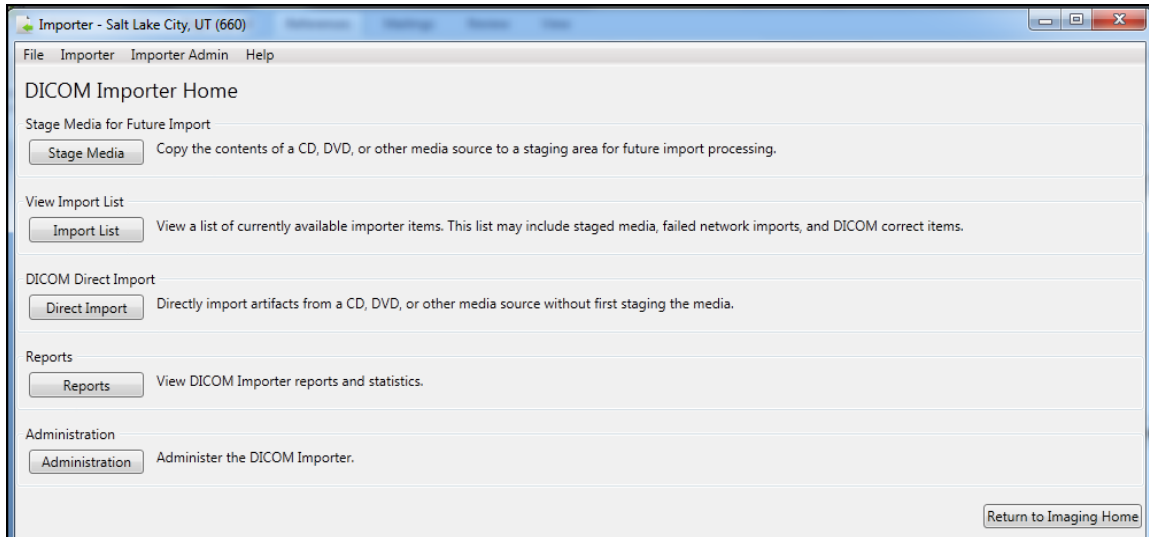 Importer - Salt Lake City, UT (660)
File Importer Importer Admin Help
DICOM Importer Home
Stage Media for Future Import
Stage Media Copy the contents of a CD, DVD, or other media source to a staging area for future import processing.
View Import List
Import List View a list of currently available importer items. This list may include staged media, failed network imports, and DICOM correct items.
DICOM Direct Import
Direct Import Directly import artifacts from a CD, DVD, or other media source without first staging the media.
Reports
Reports View DICOM Importer reports and statistics.
Administration
Administration Administer the DICOM Importer.
Return to Imaging Home